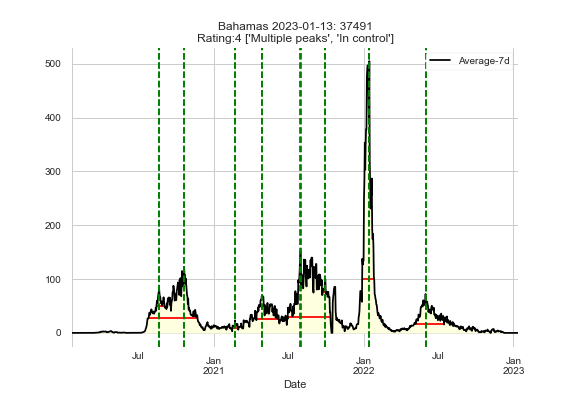 Bahamas 2023-01-13: 37491
Rating:4 ['Multiple peaks', 'In control']
Average-7d
500
400
300
200
100
0
Jul
Jan
2021
Jul
Jan
2022
Jul
Jan
2023
Date